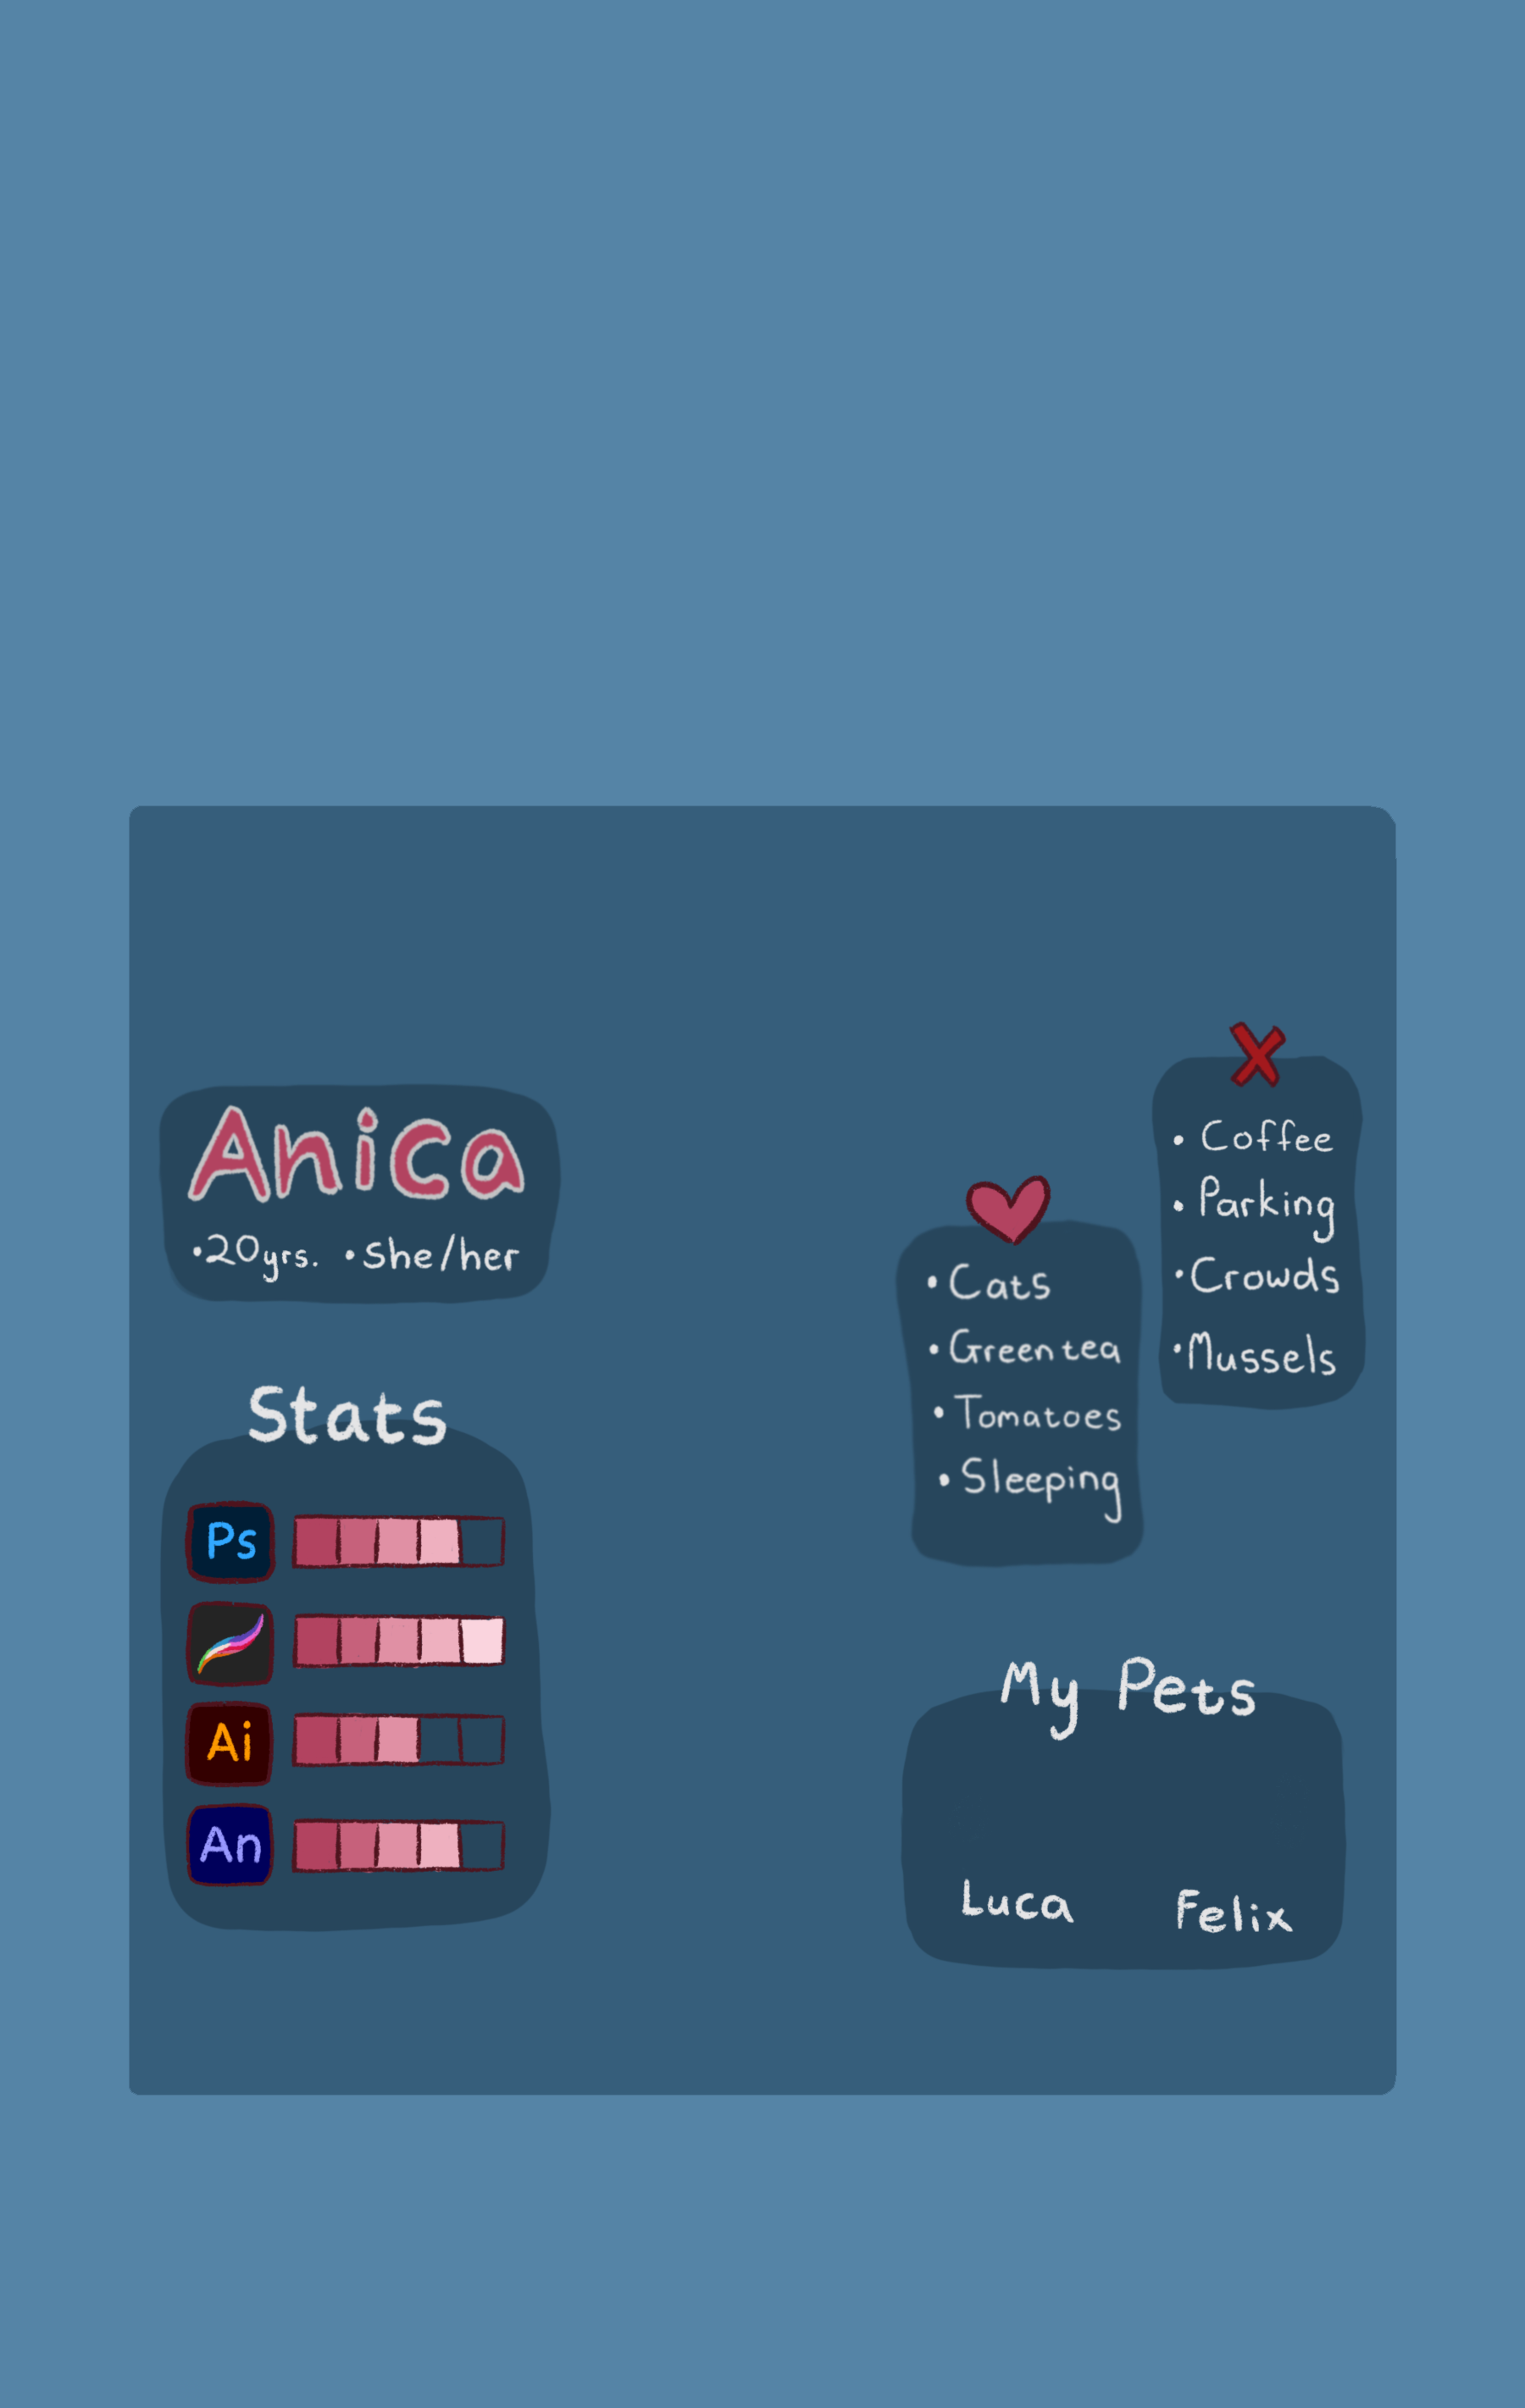 Anica
•20yrs. •she/her
Stats
Ps
Ai
An
X
• Coffee
• Parking
•Crowds
•Mussels
• Cats
• Green tea
• Tomatoes
• Sleeping
My Pets
Luca
Felix